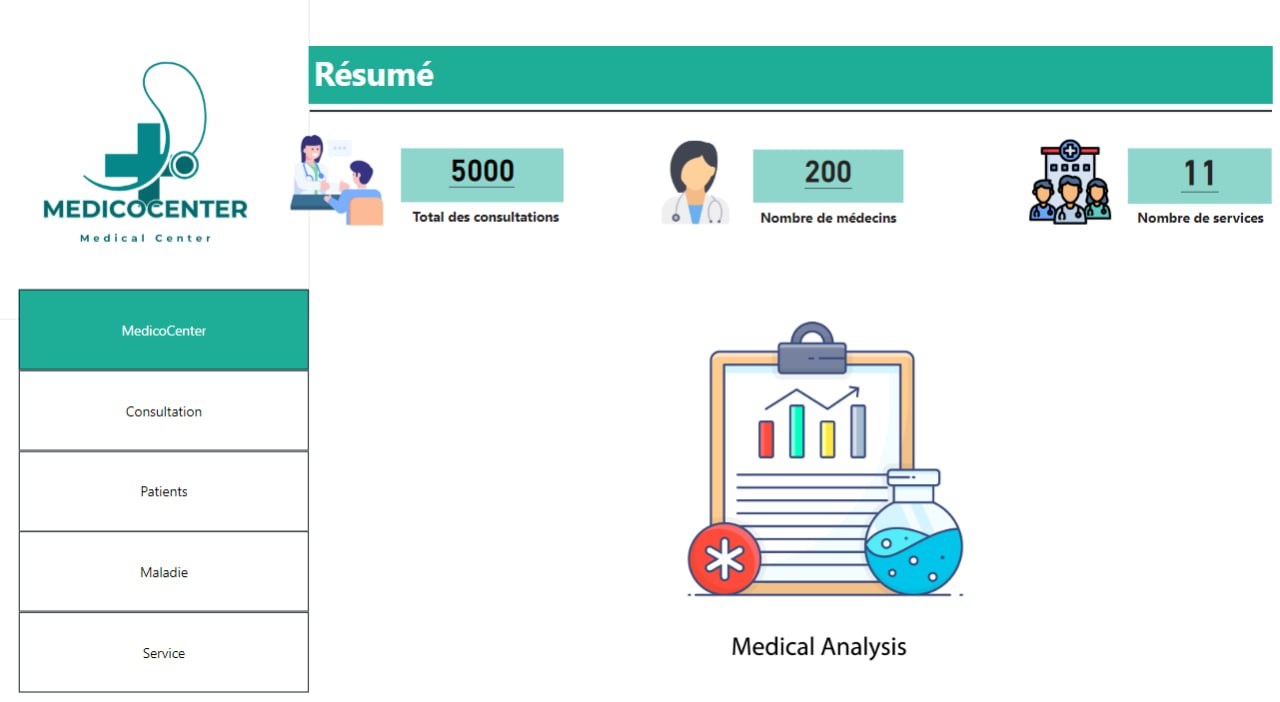 MEDICOCENTER
Medical Center
MedicoCenter
Consultation
Patients
Maladie
Service
Résumé
5000
Total des consultations
200
Nombre de médecins
11
Nombre de services
Medical Analysis